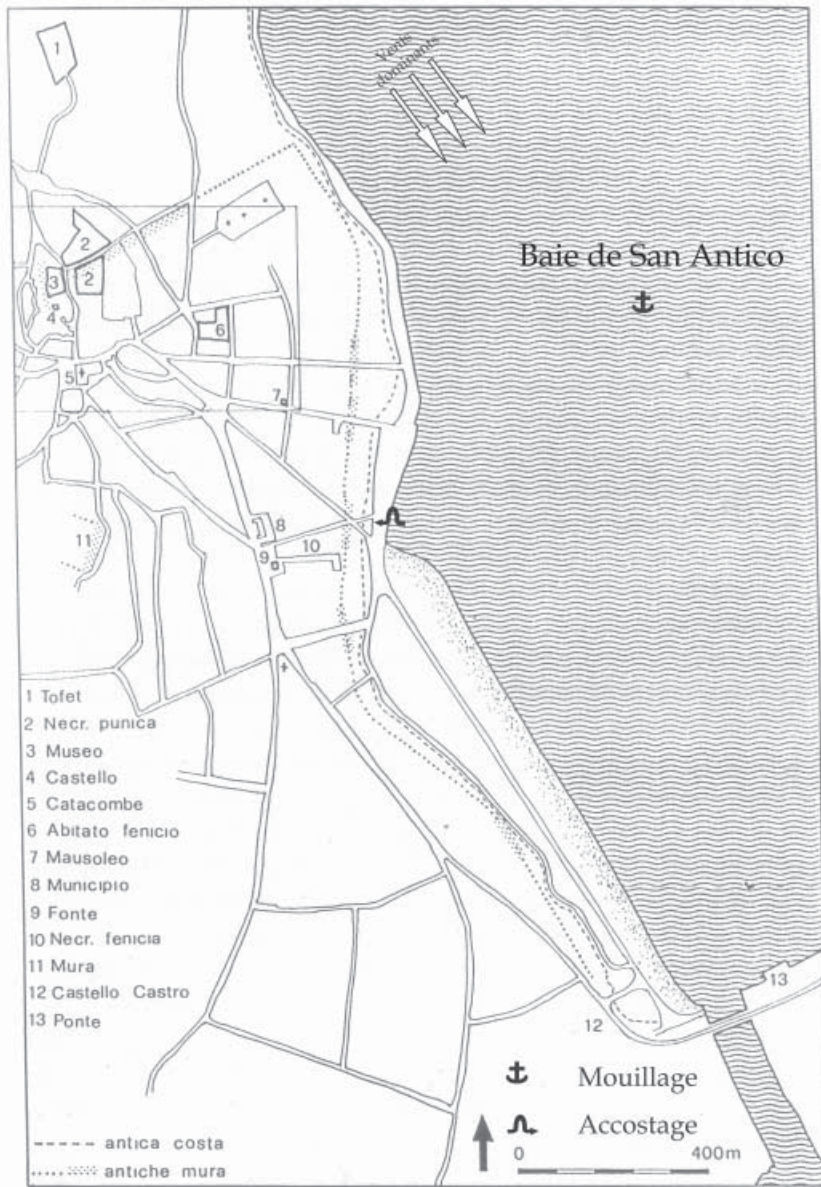 1
Vents
dominants
2
2
3
4
Baie de San Antico
6
5
7
8
11
9
10
1 Tofet
2 Necr. punica
3 Museo
4 Castello
5 Catacombe
6 Abitato fenicio
7 Mausoleo
8 Municipio
9 Fonte
10 Necr. fenicia
11 Mura
12 Castello Castro
13 Ponte
13
12
Mouillage
Accostage
antica costa
antiche mura
0 400m